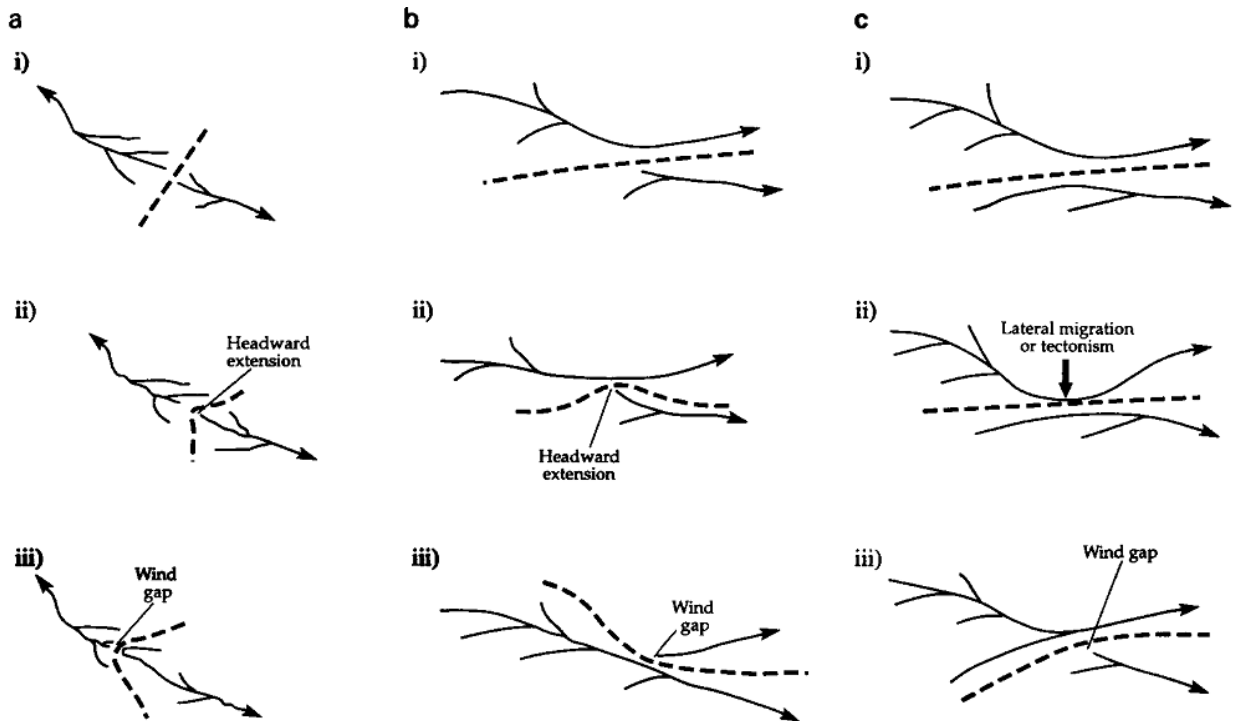 a
b
c
i)
i)
i)
ii)
Headward
extension
ii)
Headward
extension
ii)
Lateral migration
or tectonism
iii)
Wind
gap
iii)
Wind
gap
iii)
Wind gap